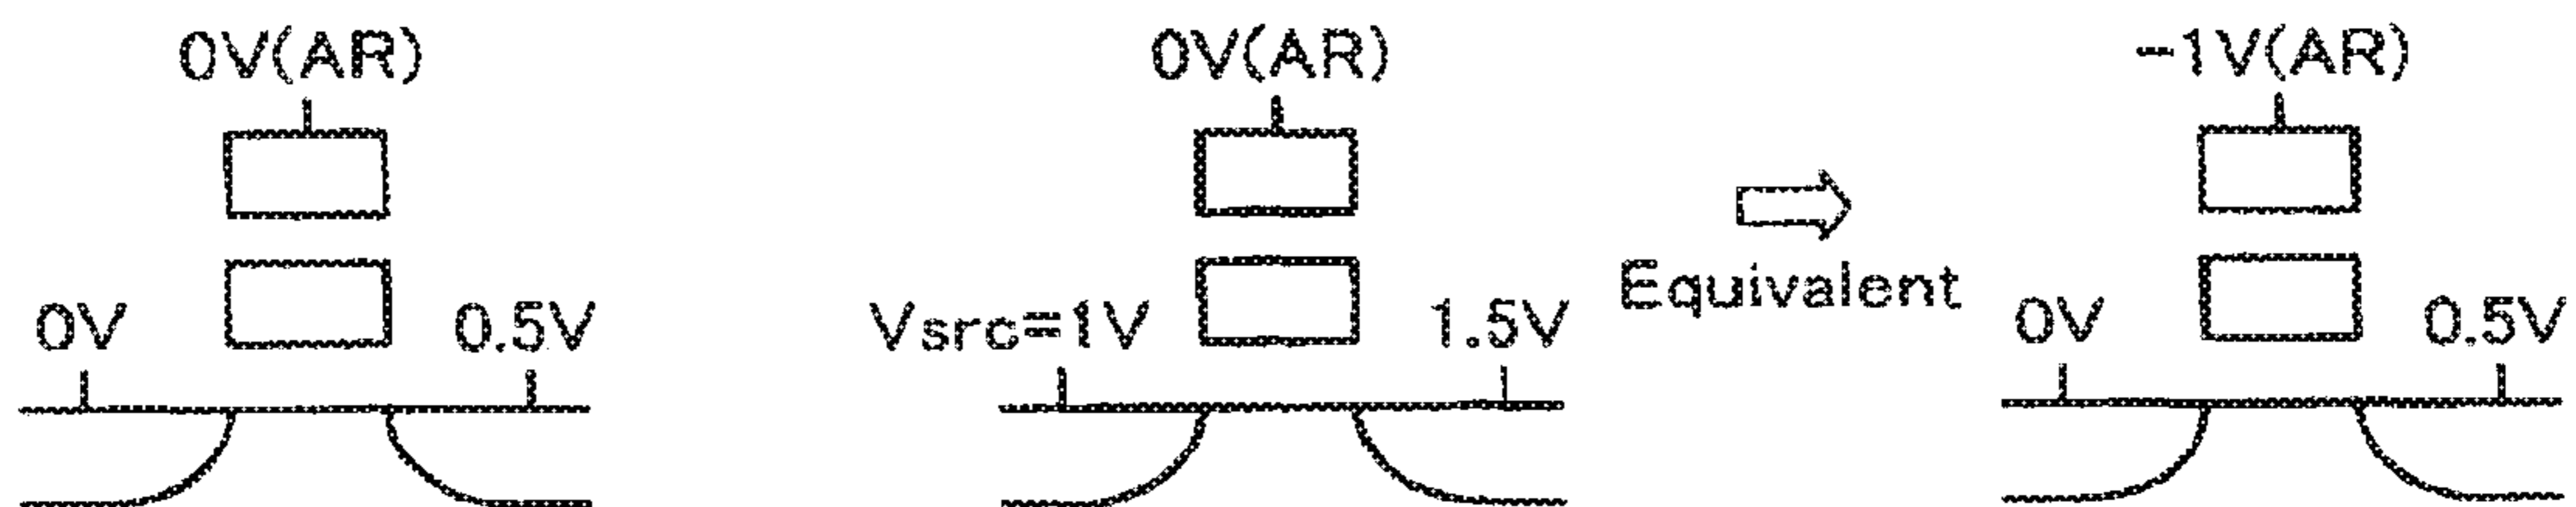 0V(AR) 0V(AR) -1V(AR)
0V 0.5V Vsrc=1V 1.5V Equivalent 0V 0.5V